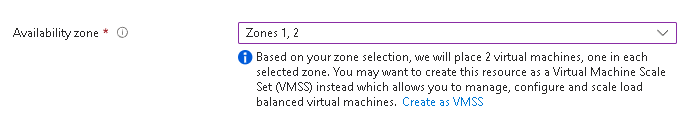 Availability zone *
Zones 1, 2
Based on your zone selection, we will place 2 virtual machines, one in each
selected zone. You may want to create this resource as a Virtual Machine Scale
Set (VMSS) instead which allows you to manage, configure and scale load
balanced virtual machines. Create as VMSS